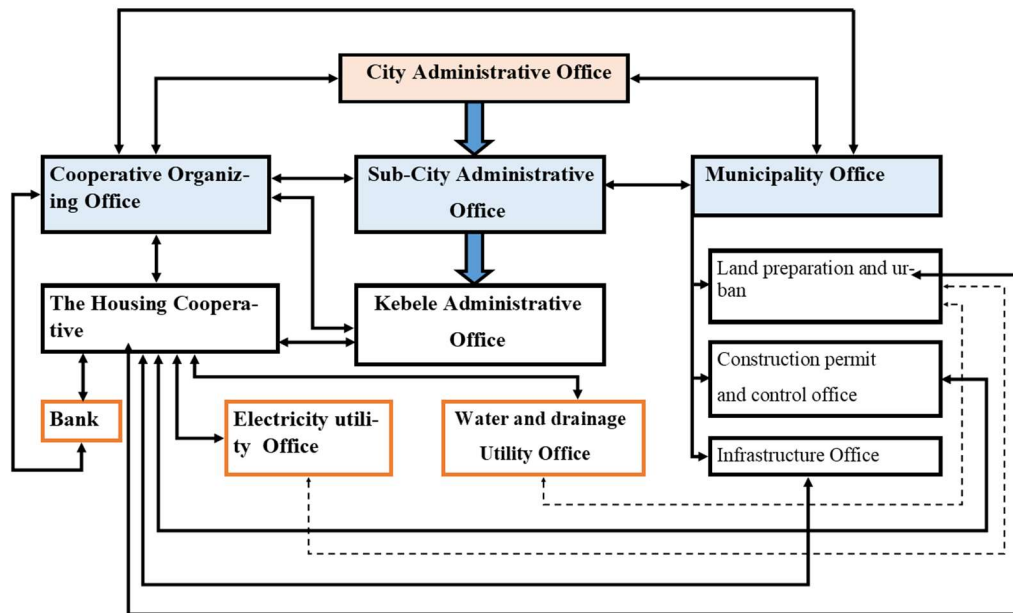 City Administrative Office
Cooperative Organiz-
ing Office
Sub-City Administrative
Office
Municipality Office
Land preparation and ur-
ban
The Housing Coopera-
tive
Kebele Administrative
Office
Construction permit
and control office
Bank
Electricity utili-
ty Office
Water and drainage
Utility Office
Infrastructure Office